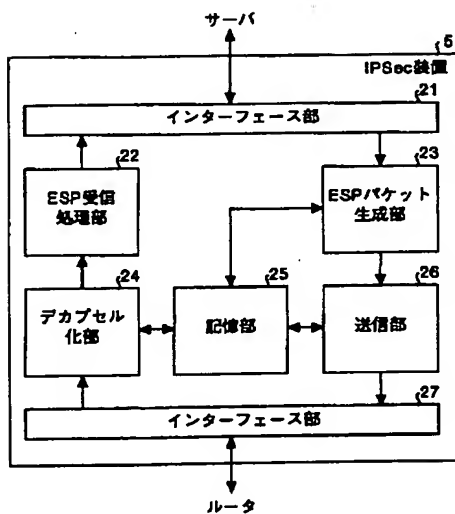 サーバ
5
IPSec装置
21
インターフェース部
22
ESP受信
処理部
23
ESPパケット
生成部
24
デカプセル
化部
25
記憶部
26
送信部
27
インターフェース部
ルータ